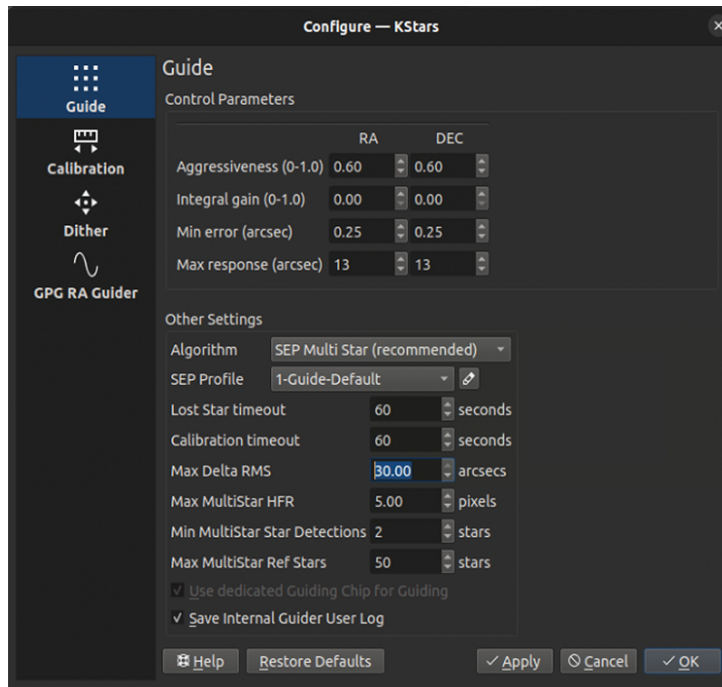 Configure — KStars
Guide
Calibration
Dither
GPG RA Guider
Guide
Control Parameters
RA DEC
Aggressiveness (0-1.0) 0.60 0.60
Integral gain (0-1.0) 0.00 0.00
Min error (arcsec) 0.25 0.25
Max response (arcsec) 13 13
Other Settings
Algorithm SEP Multi Star (recommended)
SEP Profile 1-Guide-Default
Lost Star timeout 60 seconds
Calibration timeout 60 seconds
Max Delta RMS 30.00 arcsecs
Max MultiStar HFR 5.00 pixels
Min MultiStar Star Detections 2 stars
Max MultiStar Ref Stars 50 stars
Use dedicated Guiding Chip for Guiding
Save Internal Guider User Log
Help Restore Defaults Apply Cancel OK